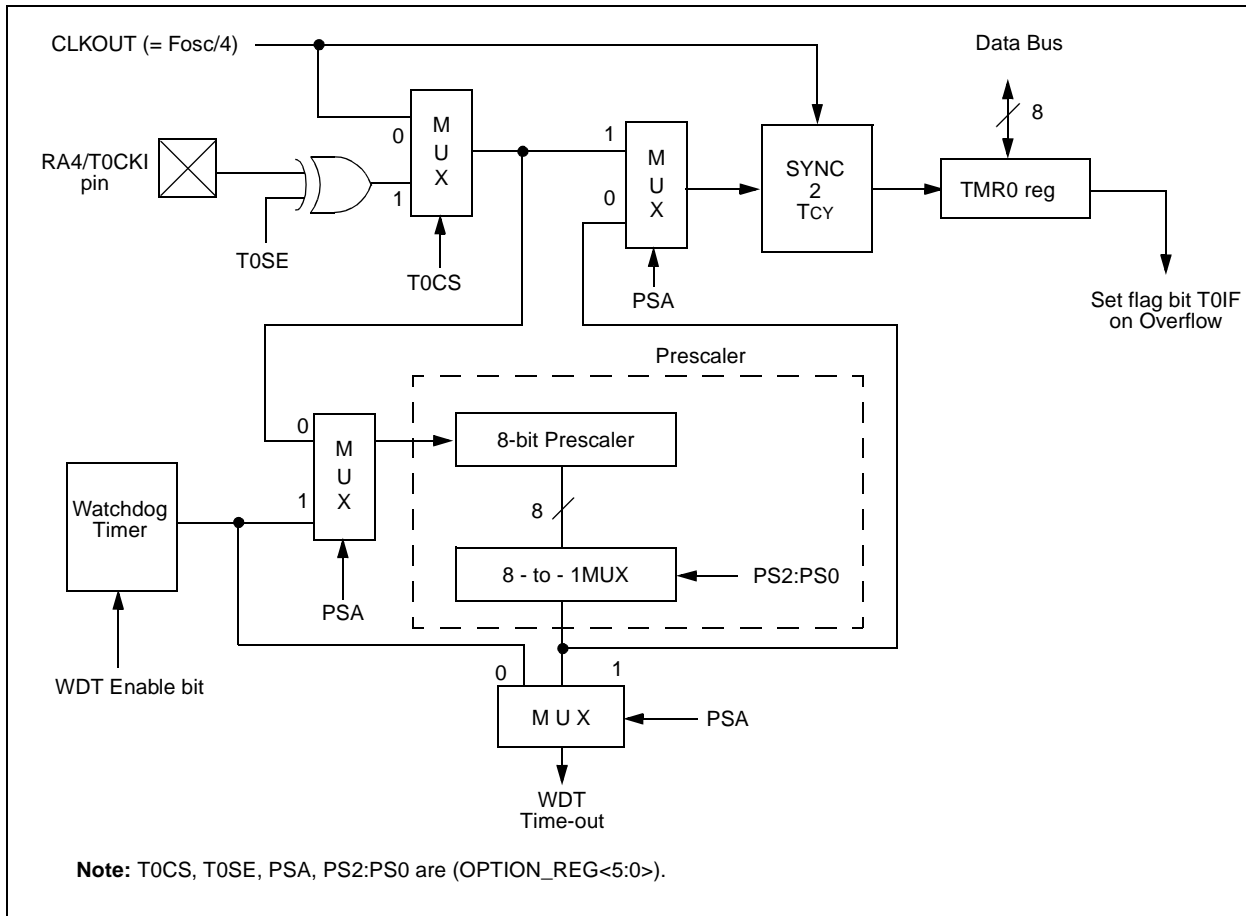 CLKOUT (= Fosc/4)
Data Bus
8
M
U
X
0
1
RA4/T0CKI
pin
T0SE
T0CS
1
0
M
U
X
PSA
SYNC
2
TCY
TMR0 reg
Set flag bit T0IF
on Overflow
Prescaler
0
1
M
U
X
8-bit Prescaler
8
Watchdog
Timer
8 - to - 1MUX
PS2:PS0
PSA
WDT Enable bit
0
1
M U X
PSA
WDT
Time-out
Note: T0CS, T0SE, PSA, PS2:PS0 are (OPTION_REG<5:0>).